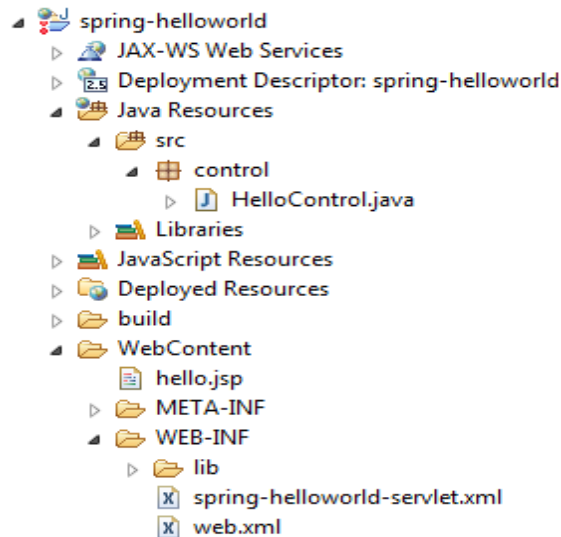 spring-helloworld
JAX-WS Web Services
2.5 Deployment Descriptor: spring-helloworld
Java Resources
src
control
J HelloControl.java
Libraries
JavaScript Resources
Deployed Resources
build
WebContent
hello.jsp
META-INF
WEB-INF
lib
X spring-helloworld-servlet.xml
X web.xml